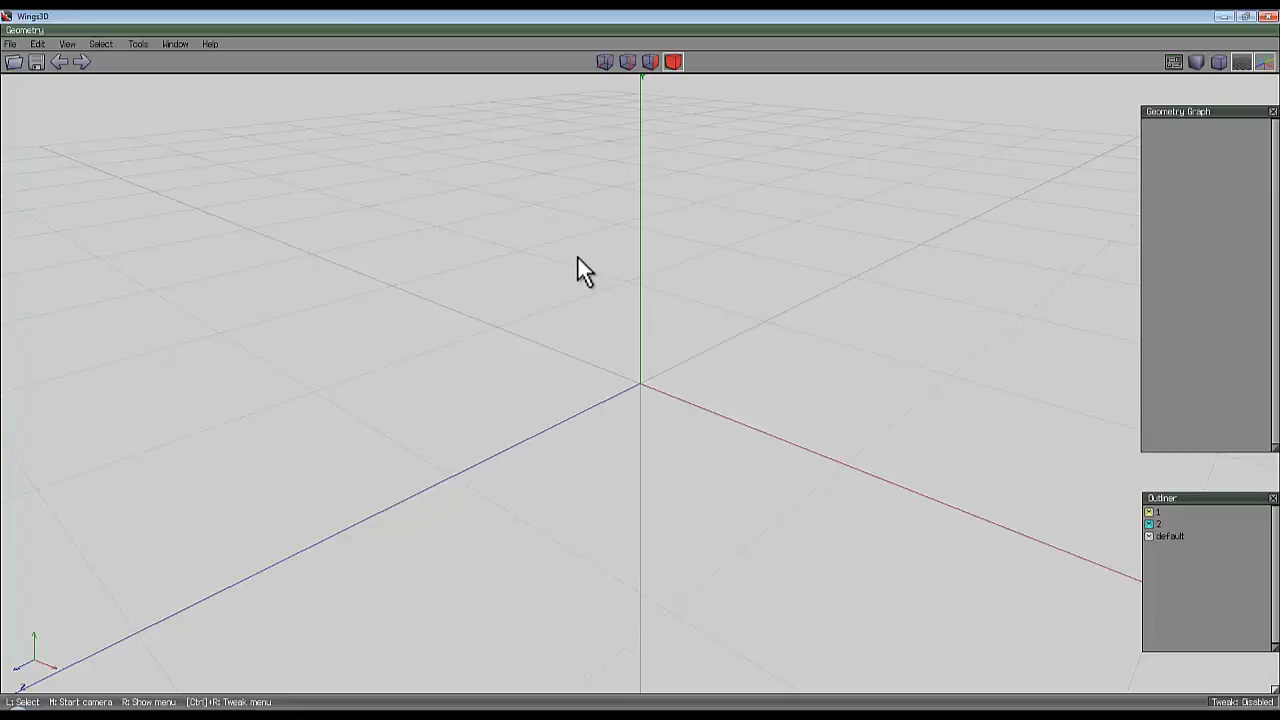 Wings3D
Geometry
File Edit View Select Tools Window Help
Geometry Graph
Outliner
1
2
default
Y
Z
L: Select M: Start camera R: Show menu [Ctrl]+R: Tweak menu
Tweak: Disabled